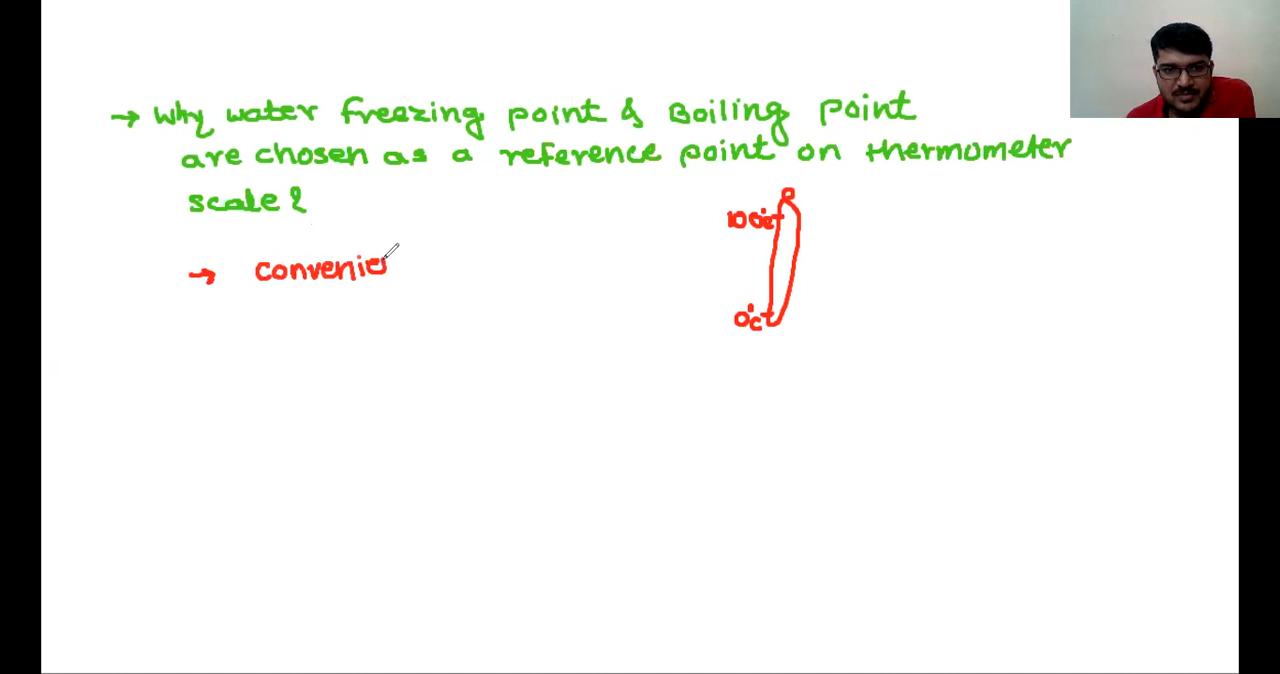 → Why water freezing point & Boiling point
are chosen as a reference point on thermometer
scale?
100°C
→ convenie
0°C